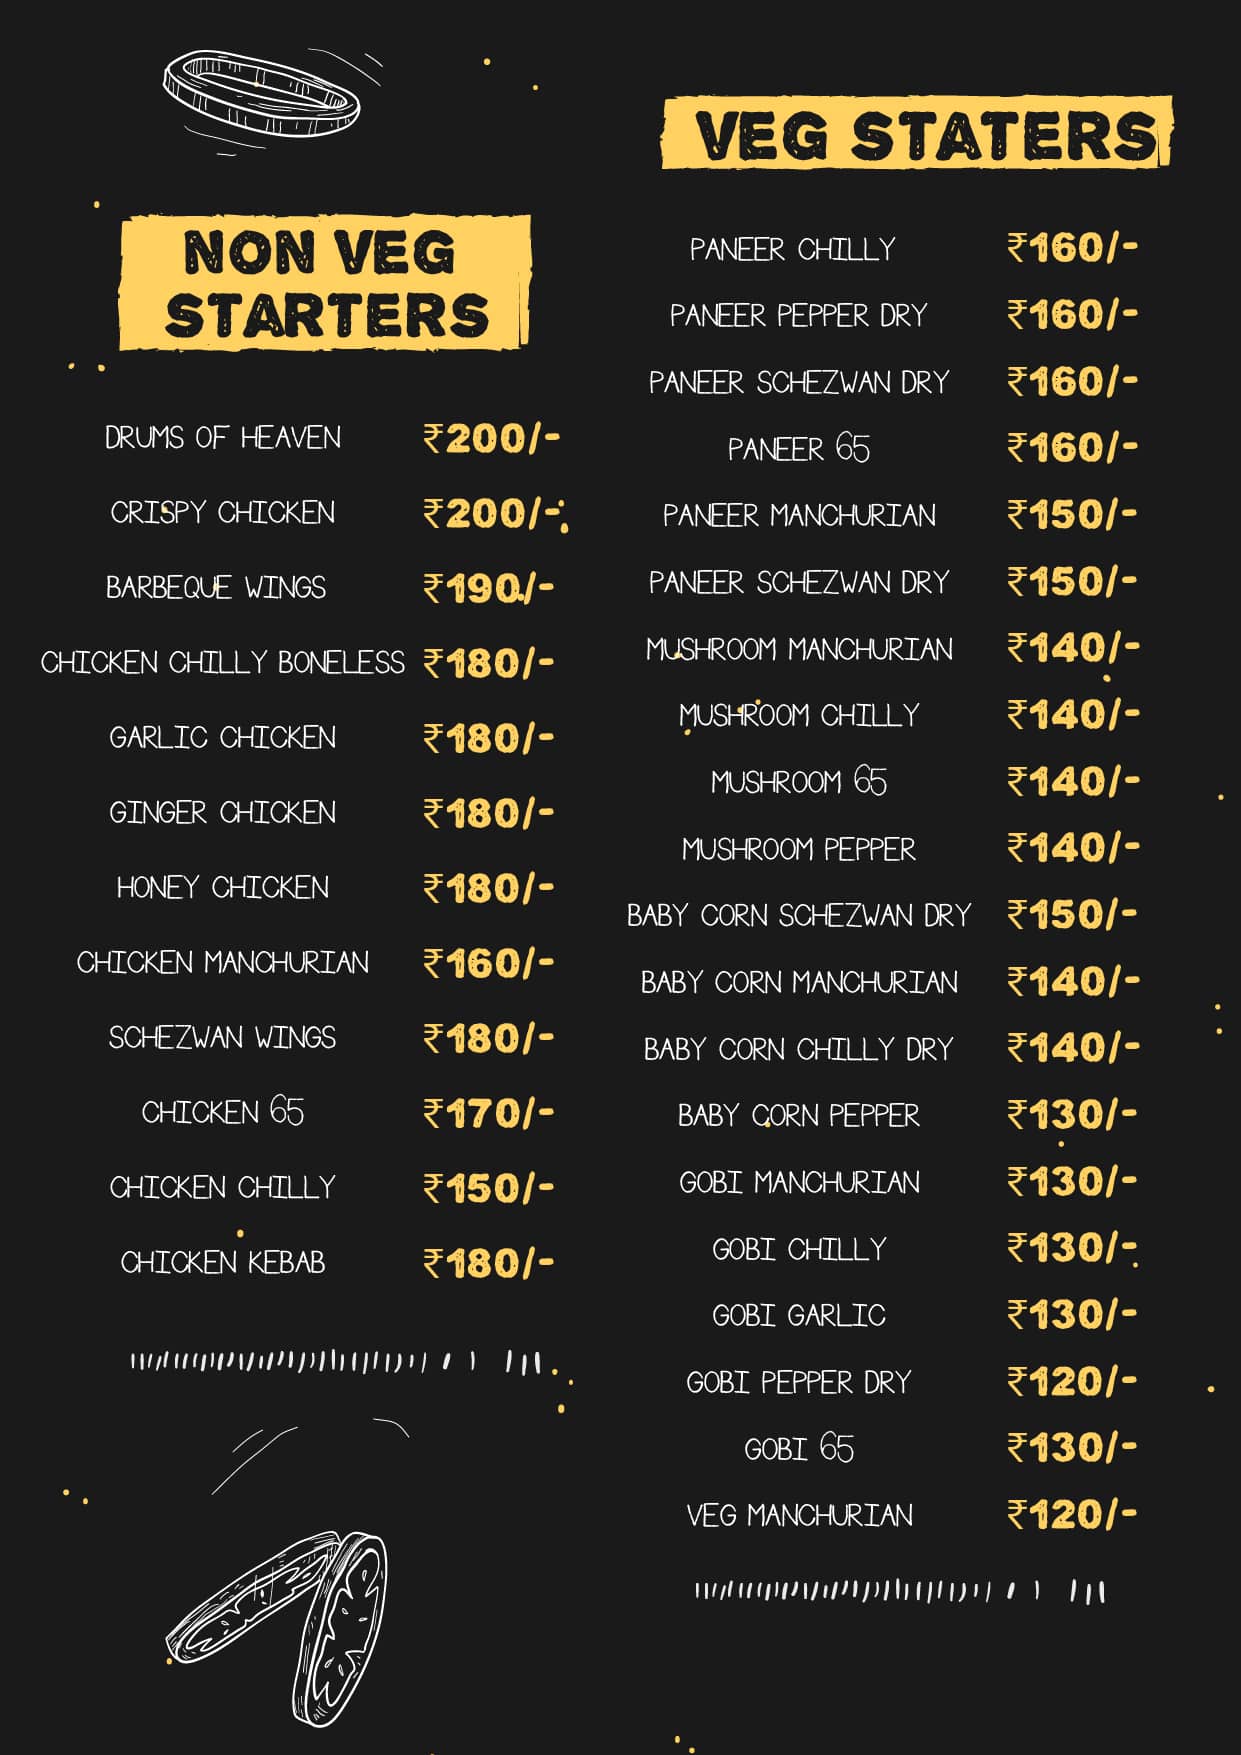 NON VEG
STARTERS
DRUMS OF HEAVEN ₹200/-
CRISPY CHICKEN ₹200/-
BARBEQUE WINGS ₹190/-
CHICKEN CHILLY BONELESS ₹180/-
GARLIC CHICKEN ₹180/-
GINGER CHICKEN ₹180/-
HONEY CHICKEN ₹180/-
CHICKEN MANCHURIAN ₹160/-
SCHEZWAN WINGS ₹180/-
CHICKEN 65 ₹170/-
CHICKEN CHILLY ₹150/-
CHICKEN KEBAB ₹180/-
VEG STATERS
PANEER CHILLY ₹160/-
PANEER PEPPER DRY ₹160/-
PANEER SCHEZWAN DRY ₹160/-
PANEER 65 ₹160/-
PANEER MANCHURIAN ₹150/-
PANEER SCHEZWAN DRY ₹150/-
MUSHROOM MANCHURIAN ₹140/-
MUSHROOM CHILLY ₹140/-
MUSHROOM 65 ₹140/-
MUSHROOM PEPPER ₹140/-
BABY CORN SCHEZWAN DRY ₹150/-
BABY CORN MANCHURIAN ₹140/-
BABY CORN CHILLY DRY ₹140/-
BABY CORN PEPPER ₹130/-
GOBI MANCHURIAN ₹130/-
GOBI CHILLY ₹130/-
GOBI GARLIC ₹130/-
GOBI PEPPER DRY ₹120/-
GOBI 65 ₹130/-
VEG MANCHURIAN ₹120/-